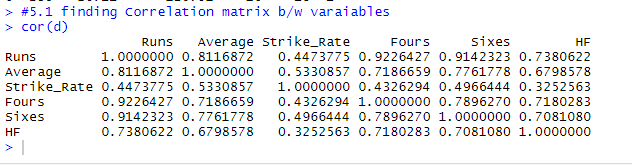 > #5.1 finding Correlation matrix b/w varaiables
> cor(d)
Runs Average Strike_Rate Fours Sixes HF
Runs 1.0000000 0.8116872 0.4473775 0.9226427 0.9142323 0.7380622
Average 0.8116872 1.0000000 0.5330857 0.7186659 0.7761778 0.6798578
Strike_Rate 0.4473775 0.5330857 1.0000000 0.4326294 0.4966444 0.3252563
Fours 0.9226427 0.7186659 0.4326294 1.0000000 0.7896270 0.7180283
Sixes 0.9142323 0.7761778 0.4966444 0.7896270 1.0000000 0.7081080
HF 0.7380622 0.6798578 0.3252563 0.7180283 0.7081080 1.0000000
>